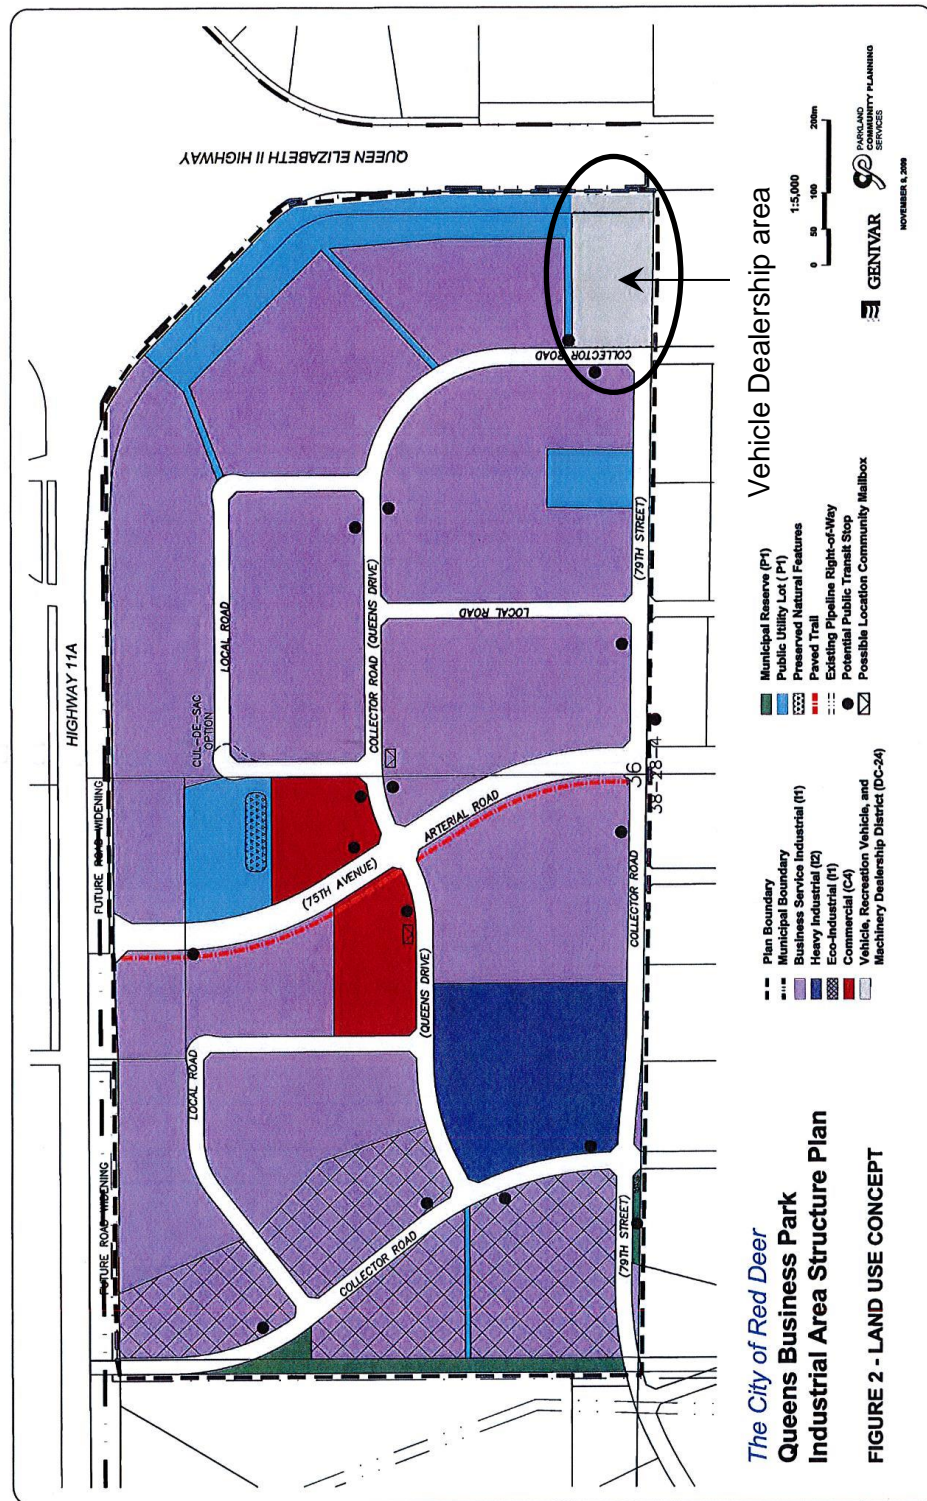 QUEEN ELIZABETH II HIGHWAY
HIGHWAY 11A
FUTURE ROAD WIDENING
FUTURE ROAD WIDENING
CUL-DE-SAC
OPTION
LOCAL ROAD
COLLECTOR ROAD (QUEENS DRIVE)
COLLECTOR ROAD
LOCAL ROAD
(79TH STREET)
(75TH AVENUE)
ARTERIAL ROAD
(QUEENS DRIVE)
LOCAL ROAD
COLLECTOR ROAD
COLLECTOR ROAD
(79TH STREET)
36
38-28-4
Vehicle Dealership area
The City of Red Deer
Queens Business Park
Industrial Area Structure Plan
FIGURE 2 - LAND USE CONCEPT
Plan Boundary
Municipal Boundary
Business Service Industrial (I1)
Heavy Industrial (I2)
Eco-Industrial (I1)
Commercial (C4)
Vehicle, Recreation Vehicle, and
Machinery Dealership District (DC-24)
Municipal Reserve (P1)
Public Utility Lot (P1)
Preserved Natural Features
Paved Trail
Existing Pipeline Right-of-Way
Potential Public Transit Stop
Possible Location Community Mailbox
1:5,000
0 50 100 200m
GENIVAR
PARKLAND
COMMUNITY PLANNING
SERVICES
NOVEMBER 9, 2009